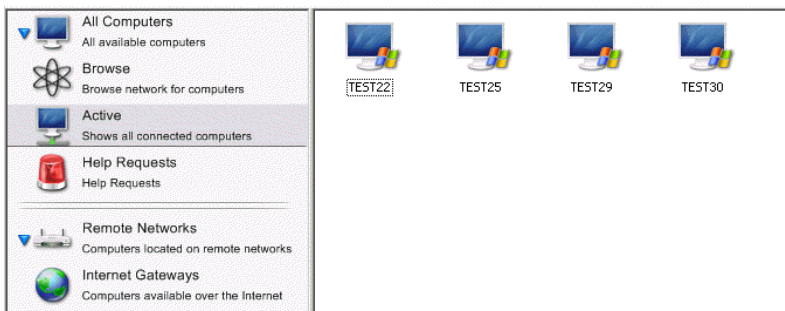 All Computers
All available computers
Browse
Browse network for computers
Active
Shows all connected computers
Help Requests
Help Requests
Remote Networks
Computers located on remote networks
Internet Gateways
Computers available over the Internet
TEST22 TEST25 TEST29 TEST30